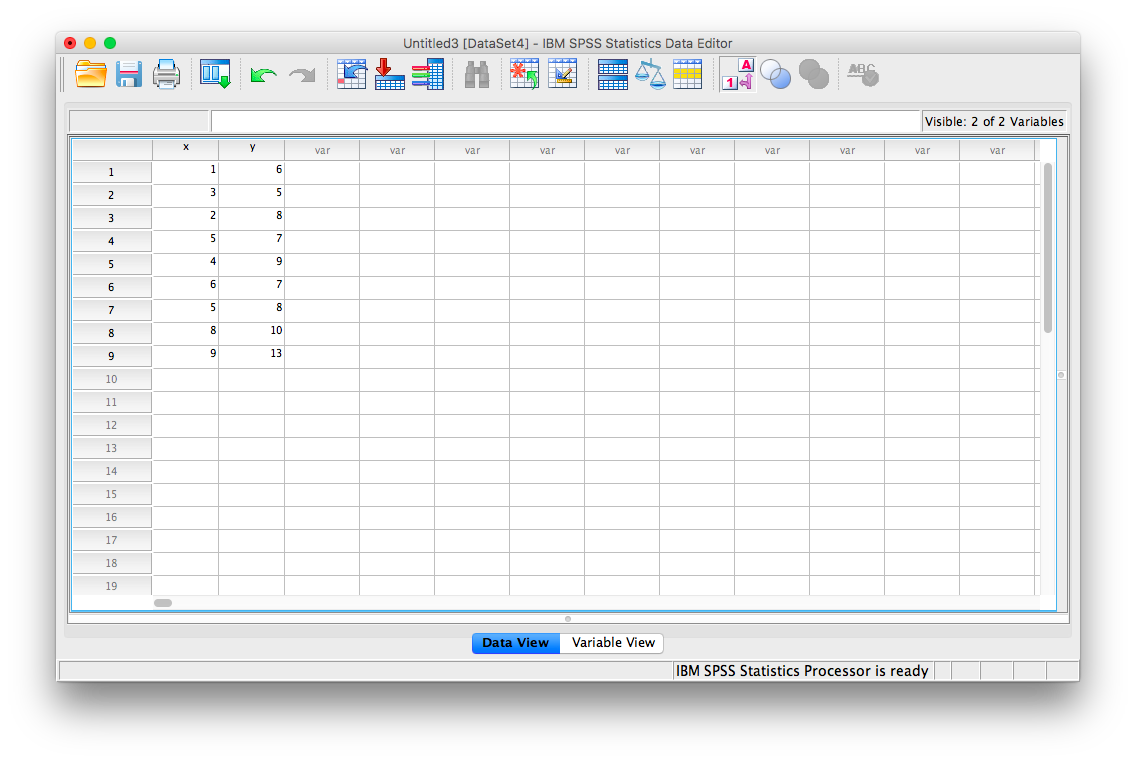 Untitled3 [DataSet4] - IBM SPSS Statistics Data Editor
A
1
ABC
Visible: 2 of 2 Variables
x y var var var var var var var var var var
1 1 6
2 3 5
3 2 8
4 5 7
5 4 9
6 6 7
7 5 8
8 8 10
9 9 13
10
11
12
13
14
15
16
17
18
19
Data View Variable View
IBM SPSS Statistics Processor is ready